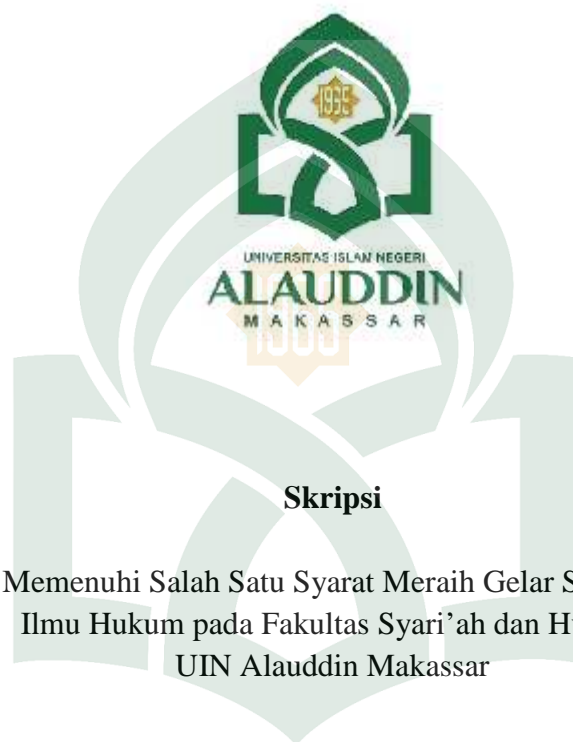 1965
UNIVERSITAS ISLAM NEGERI
ALAUDDIN
MAKASSAR
1965
Skripsi
Memenuhi Salah Satu Syarat Meraih Gelar S
Ilmu Hukum pada Fakultas Syari’ah dan H
UIN Alauddin Makassar